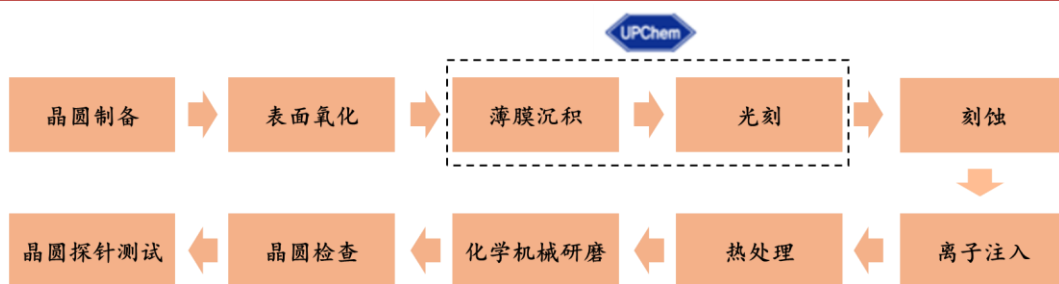 UPChem
晶圆制备
表面氧化
薄膜沉积
光刻
刻蚀
离子注入
热处理
化学机械研磨
晶圆检查
晶圆探针测试